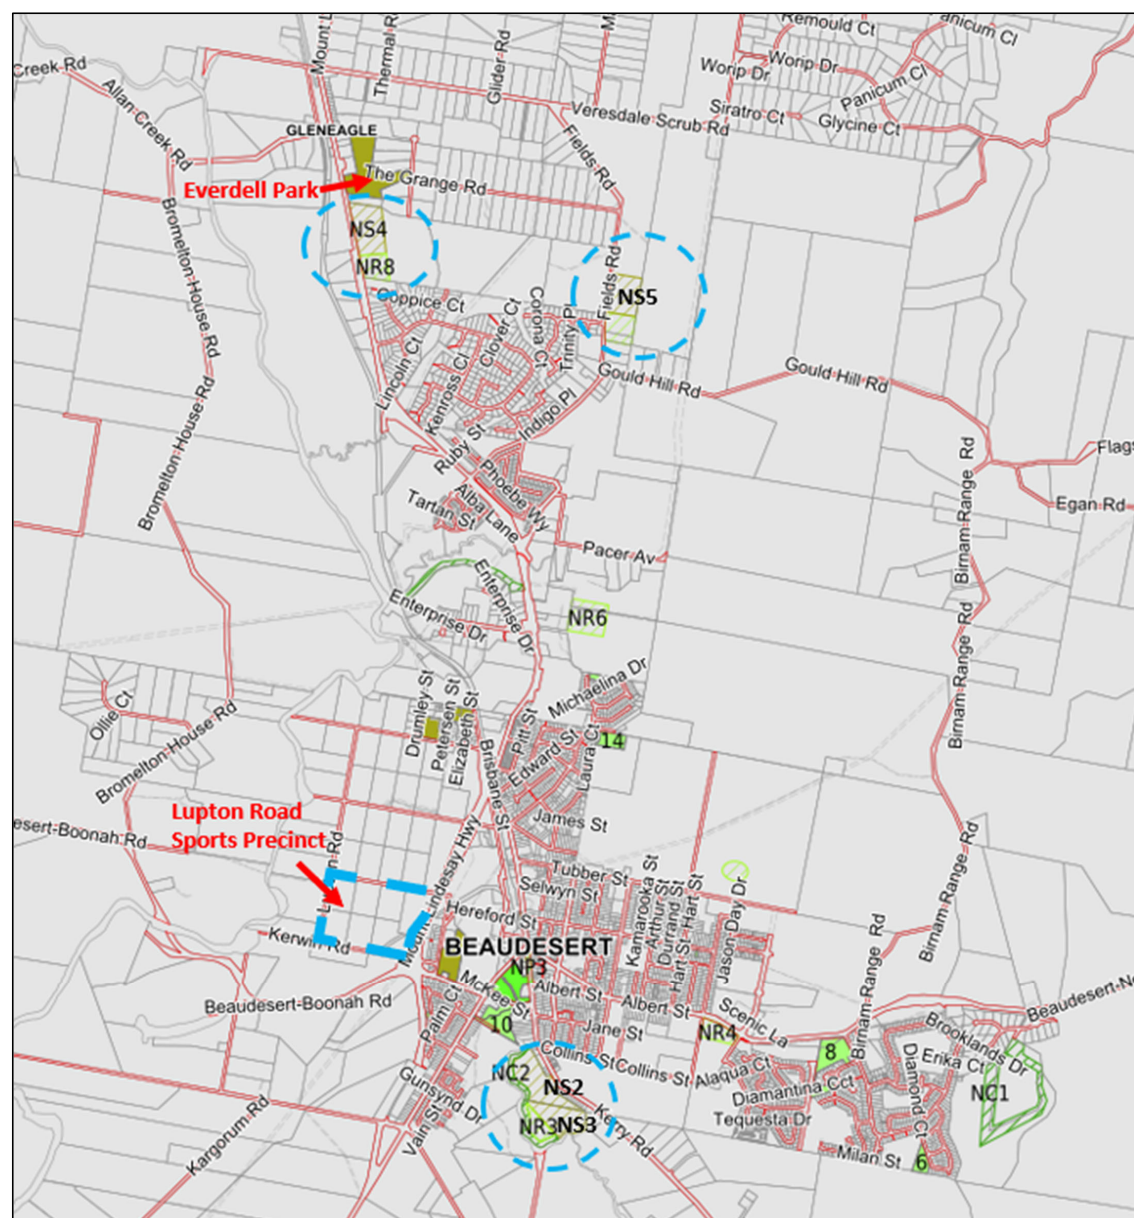 Mount L
Thermal R
Glider Rd
Remould Ct
anicum Cl
Creek Rd
Allan Creek Rd
Worip Dr
Worip Dr
Panicum Cl
Siratro Ct
Glycine Ct
Veresdale Scrub Rd
GLENEAGLE
Fields Rd
The Grange Rd
Everdell Park
NS4
NR8
Bromelton House Rd
Fields Rd
NS5
Coppice Ct
Clover Ct
Corona Ct
Trinity Pl
Lincoln Ct
Kenross Cl
Indigo Pl
Gould Hill Rd
Gould Hill Rd
Bromelton House Rd
Ruby St
Phoebe Wy
Alba Lane
Tartan St
Flags
Egan Rd
Birnam Range Rd
Pacer Av
Enterprise Dr
Enterprise Dr
NR6
Birnam Range Rd
Michaelina Dr
Ollie Ct
Bromelton House Rd
Drumley St
Petersen St
Elizabeth St
Pitt St
Edward St
Laura Ct
14
Brisbane St
James St
Lupton Road
Sports Precinct
esert-Boonah Rd
Mount Lindesay Hwy
Tubber St
Selwyn St
Hereford St
Kamarooka St
Arthur St
Durrand St
Hart St
Hart St
Jason Day Dr
Birnam Range Rd
Kerwin Rd
BEAUDESERT
NP3
Albert St
Albert St
McKee St
Beaudesert-Boonah Rd
Palm Ct
10
Jane St
NR4
Scenic La
Birnam Range Rd
Beaudesert-Ne
Collins St
Collins St
Alaqua Ct
8
Brooklands Dr
Erika Ct
Diamond Ct
Diamantina Cct
NC1
NC2
NS2
Gunsynd Dr
NR3
NS3
Kerry Rd
Tequesta Dr
Vain St
Kargorum Rd
Milan St
6